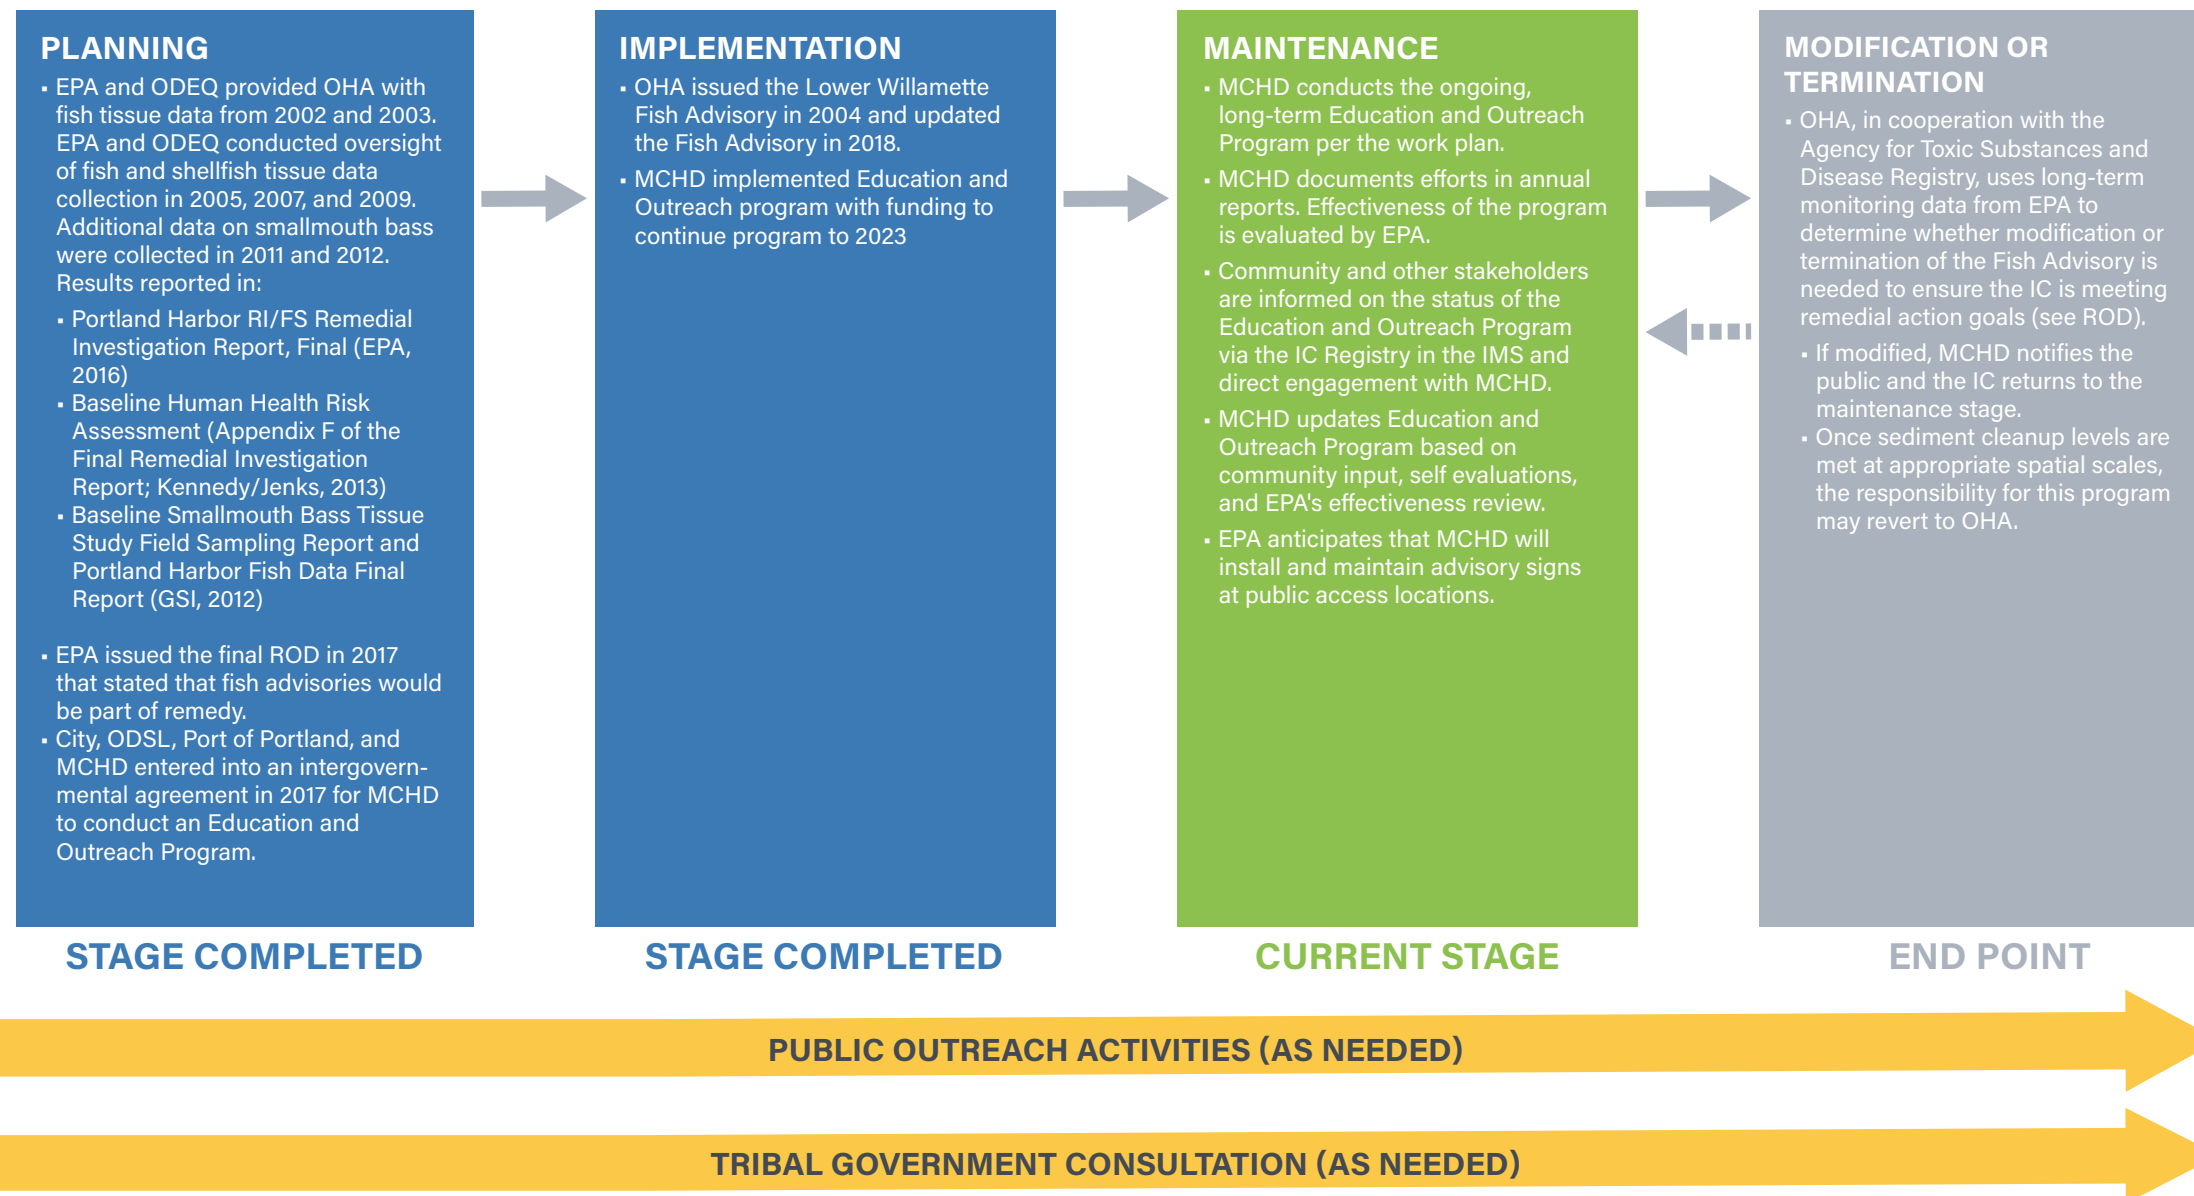 PLANNING
▪ EPA and ODEQ provided OHA with
fish tissue data from 2002 and 2003.
EPA and ODEQ conducted oversight
of fish and shellfish tissue data
collection in 2005, 2007, and 2009.
Additional data on smallmouth bass
were collected in 2011 and 2012.
Results reported in:
▪ Portland Harbor RI/FS Remedial
Investigation Report, Final (EPA,
2016)
▪ Baseline Human Health Risk
Assessment (Appendix F of the
Final Remedial Investigation
Report; Kennedy/Jenks, 2013)
▪ Baseline Smallmouth Bass Tissue
Study Field Sampling Report and
Portland Harbor Fish Data Final
Report (GSI, 2012)
▪ EPA issued the final ROD in 2017
that stated that fish advisories would
be part of remedy.
▪ City, ODSL, Port of Portland, and
MCHD entered into an intergovern-
mental agreement in 2017 for MCHD
to conduct an Education and
Outreach Program.
STAGE COMPLETED
IMPLEMENTATION
▪ OHA issued the Lower Willamette
Fish Advisory in 2004 and updated
the Fish Advisory in 2018.
▪ MCHD implemented Education and
Outreach program with funding to
continue program to 2023
STAGE COMPLETED
MAINTENANCE
▪ MCHD conducts the ongoing,
long-term Education and Outreach
Program per the work plan.
▪ MCHD documents efforts in annual
reports. Effectiveness of the program
is evaluated by EPA.
▪ Community and other stakeholders
are informed on the status of the
Education and Outreach Program
via the IC Registry in the IMS and
direct engagement with MCHD.
▪ MCHD updates Education and
Outreach Program based on
community input, self evaluations,
and EPA's effectiveness review.
▪ EPA anticipates that MCHD will
install and maintain advisory signs
at public access locations.
CURRENT STAGE
MODIFICATION OR
TERMINATION
▪ OHA, in cooperation with the
Agency for Toxic Substances and
Disease Registry, uses long-term
monitoring data from EPA to
determine whether modification or
termination of the Fish Advisory is
needed to ensure the IC is meeting
remedial action goals (see ROD).
▪ If modified, MCHD notifies the
public and the IC returns to the
maintenance stage.
▪ Once sediment cleanup levels are
met at appropriate spatial scales,
the responsibility for this program
may revert to OHA.
END POINT
PUBLIC OUTREACH ACTIVITIES (AS NEEDED)
TRIBAL GOVERNMENT CONSULTATION (AS NEEDED)